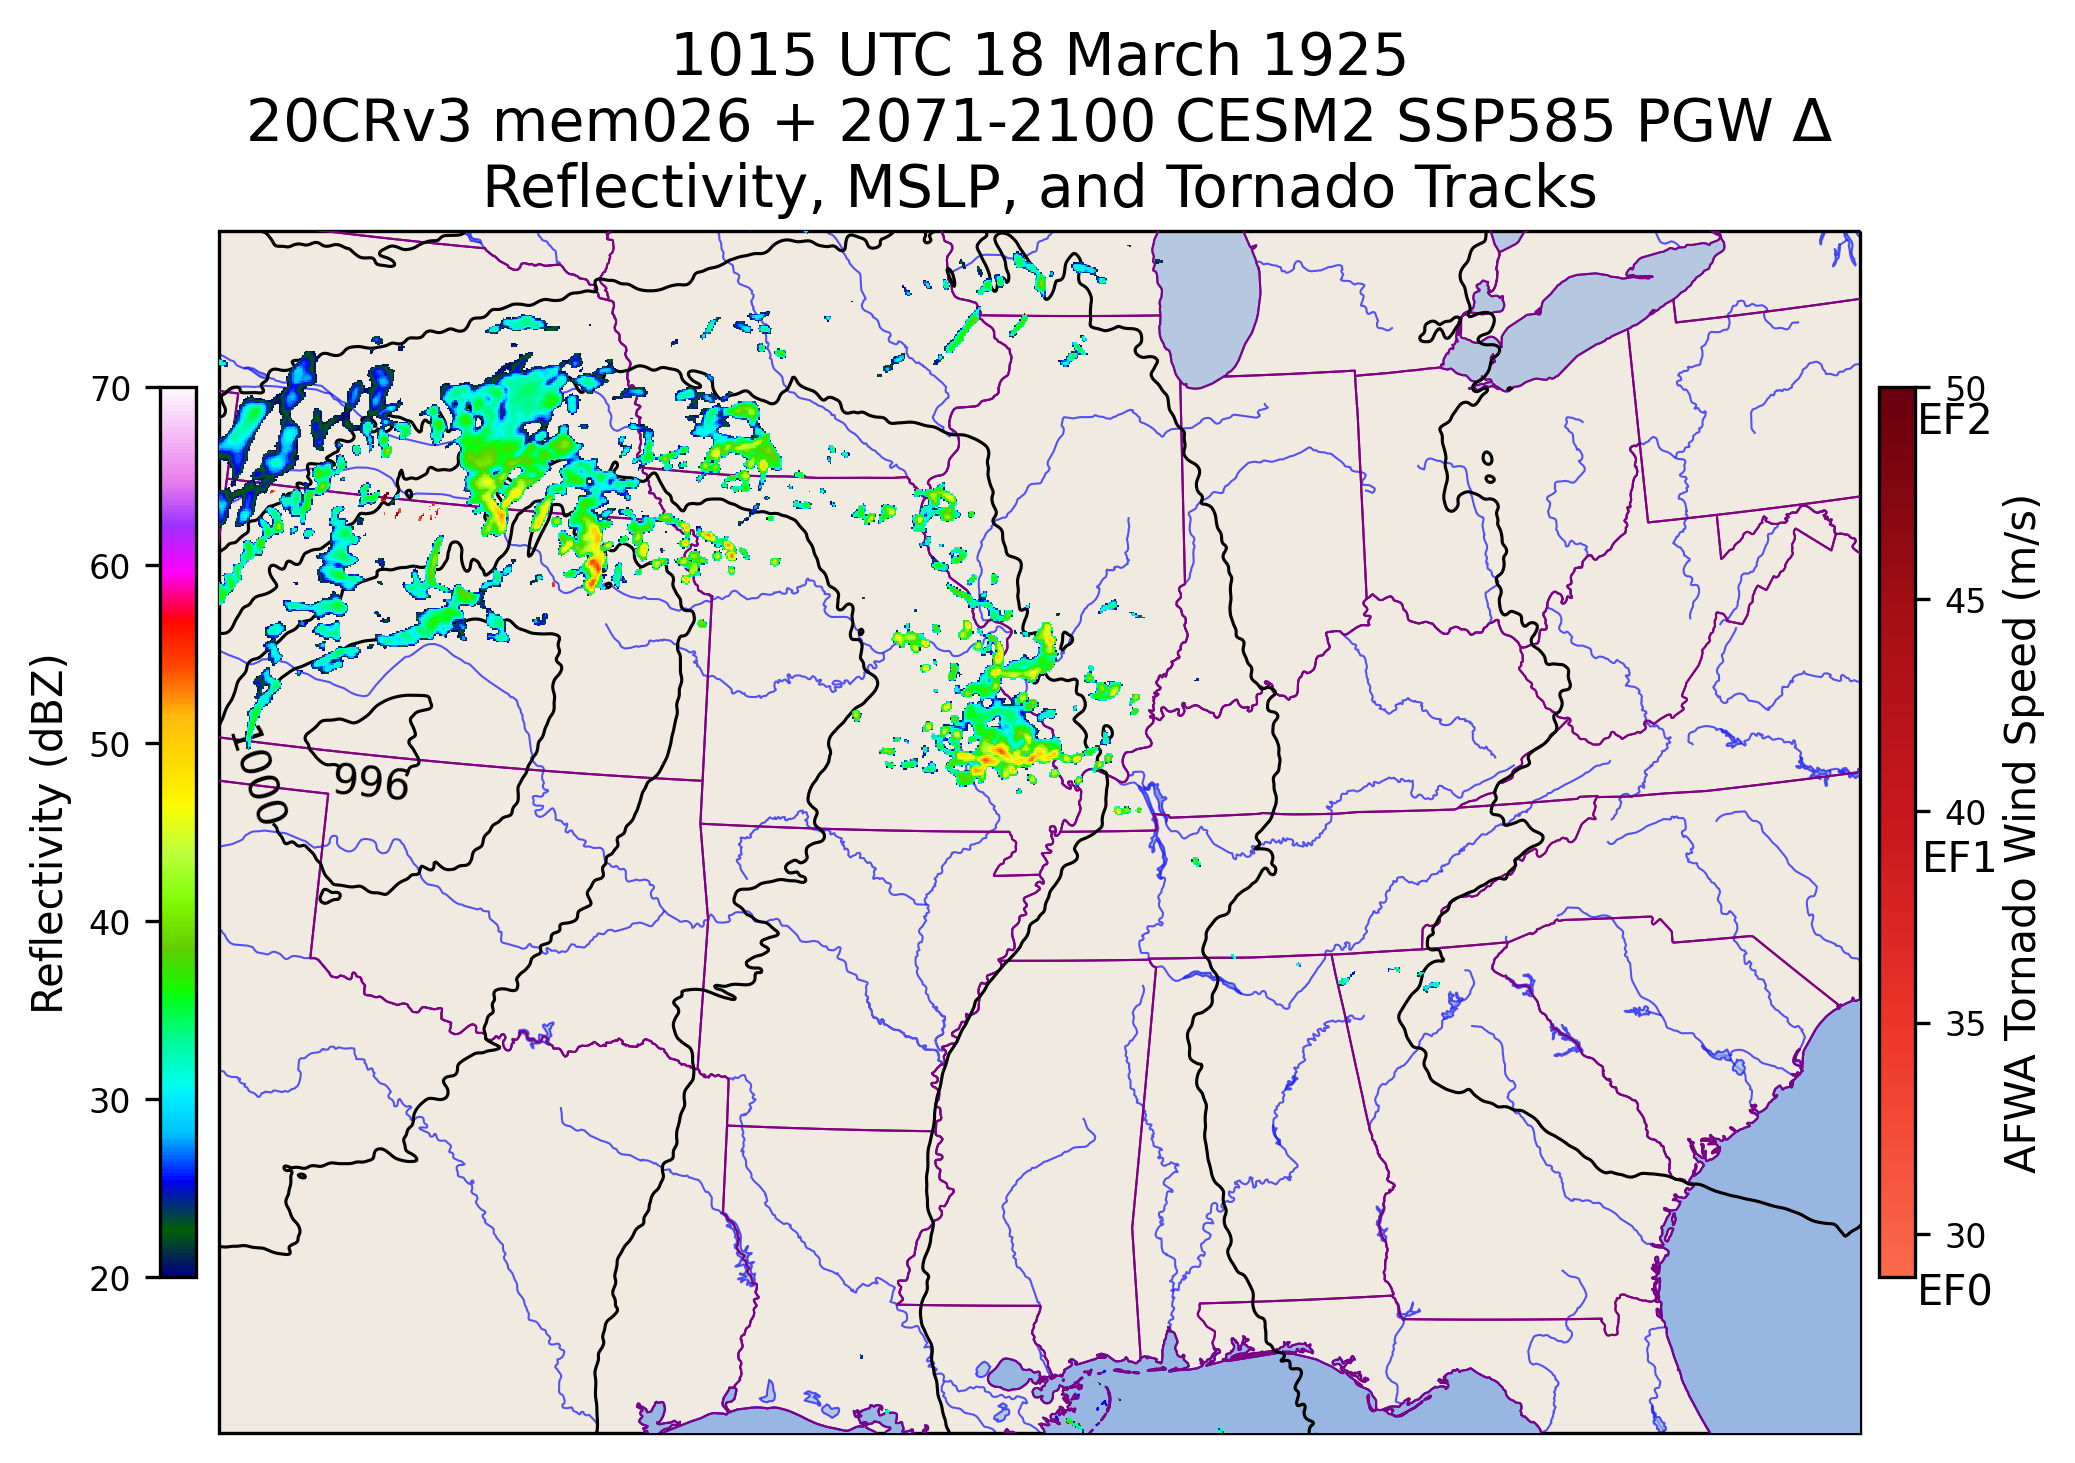 1015 UTC 18 March 1925
20CRv3 mem026 + 2071-2100 CESM2 SSP585 PGW Δ
Reflectivity, MSLP, and Tornado Tracks
70
60
50
40
30
20
Reflectivity (dBZ)
1000
996
50
EF2
45
40
EF1
35
30
EF0
AFWA Tornado Wind Speed (m/s)